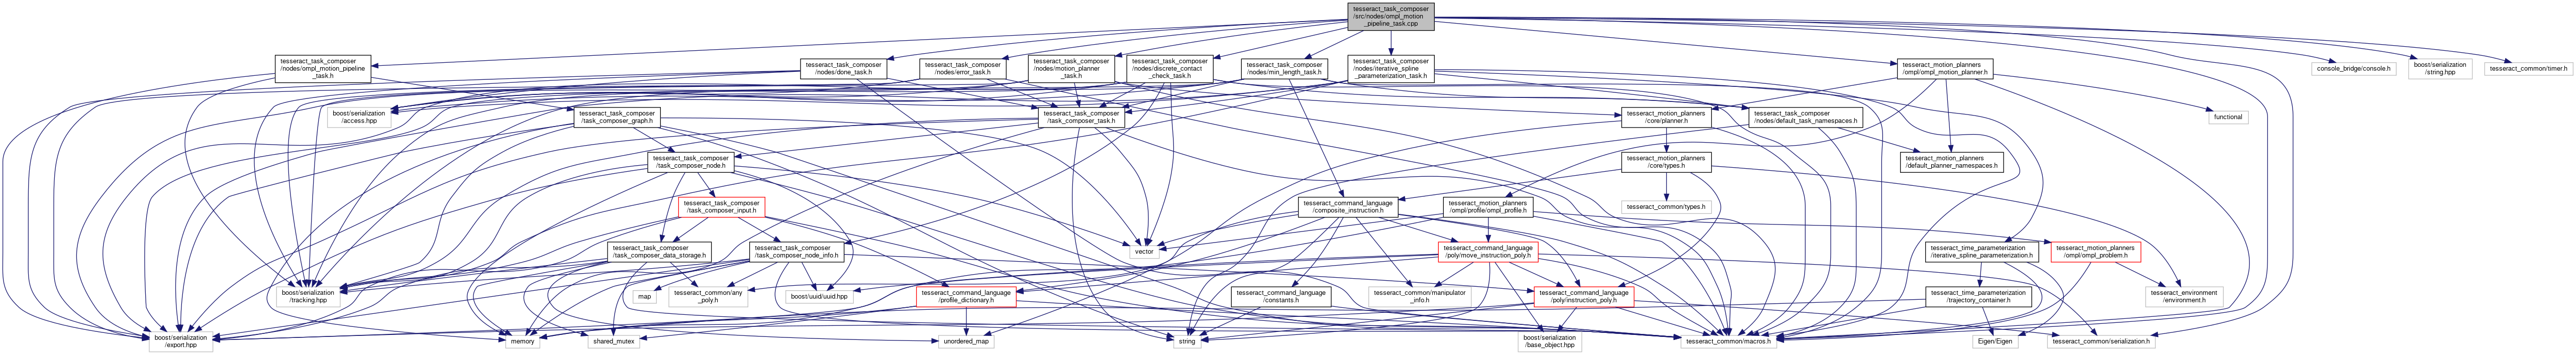 tesseract_task_composer
/src/nodes/ompl_motion
_pipeline_task.cpp
tesseract_task_composer
/nodes/ompl_motion_pipeline
_task.h
tesseract_task_composer
/nodes/done_task.h
tesseract_task_composer
/nodes/error_task.h
tesseract_task_composer
/nodes/motion_planner
_task.h
tesseract_task_composer
/nodes/discrete_contact
_check_task.h
tesseract_task_composer
/nodes/min_length_task.h
tesseract_task_composer
/nodes/iterative_spline
_parameterization_task.h
tesseract_motion_planners
/ompl/ompl_motion_planner.h
console_bridge/console.h
boost/serialization
/string.hpp
tesseract_common/timer.h
boost/serialization
/access.hpp
tesseract_task_composer
/task_composer_graph.h
tesseract_task_composer
/task_composer_task.h
tesseract_motion_planners
/core/planner.h
tesseract_task_composer
/nodes/default_task_namespaces.h
functional
tesseract_task_composer
/task_composer_node.h
tesseract_motion_planners
/core/types.h
tesseract_motion_planners
/default_planner_namespaces.h
tesseract_task_composer
/task_composer_input.h
tesseract_command_language
/composite_instruction.h
tesseract_motion_planners
/ompl/profile/ompl_profile.h
tesseract_common/types.h
tesseract_task_composer
/task_composer_data_storage.h
tesseract_task_composer
/task_composer_node_info.h
vector
tesseract_command_language
/poly/move_instruction_poly.h
tesseract_time_parameterization
/iterative_spline_parameterization.h
tesseract_motion_planners
/ompl/ompl_problem.h
boost/serialization
/tracking.hpp
map
tesseract_common/any
_poly.h
boost/uuid/uuid.hpp
tesseract_command_language
/profile_dictionary.h
tesseract_command_language
/constants.h
tesseract_common/manipulator
_info.h
tesseract_command_language
/poly/instruction_poly.h
tesseract_time_parameterization
/trajectory_container.h
tesseract_environment
/environment.h
boost/serialization
/export.hpp
memory
shared_mutex
unordered_map
string
boost/serialization
/base_object.hpp
tesseract_common/macros.h
Eigen/Eigen
tesseract_common/serialization.h